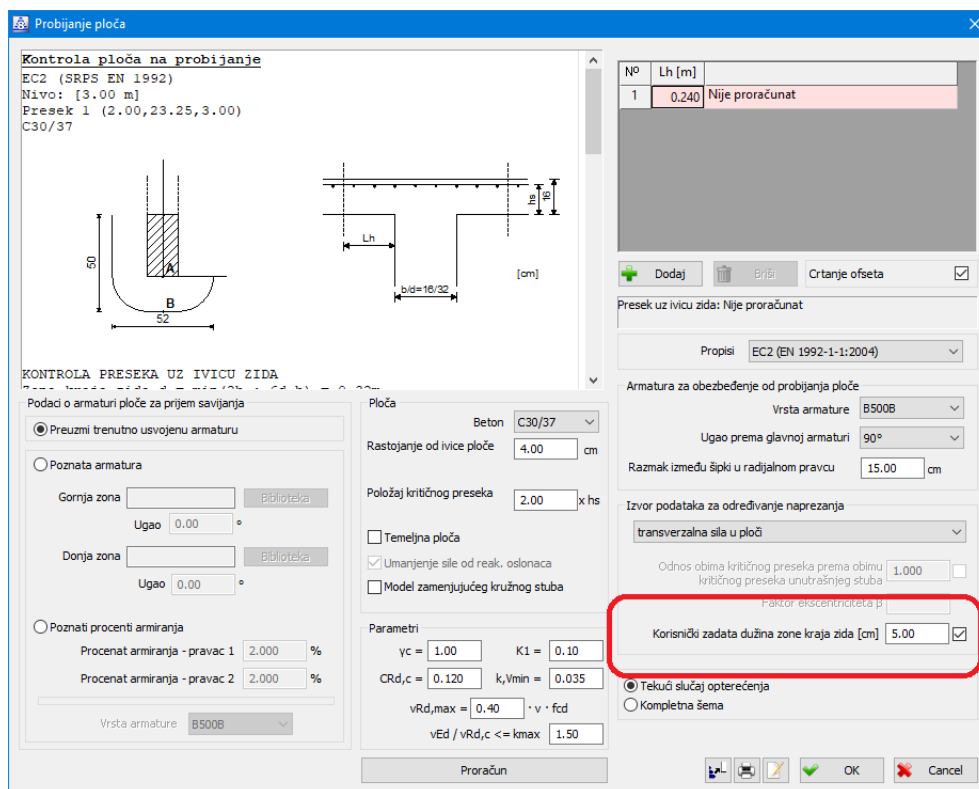 Probijanje ploča
Kontrola ploča na probijanje
EC2 (SRPS EN 1992)
Nivo: [3.00 m]
Presek 1 (2.00,23.25,3.00)
C30/37
50
A
B
52
Lh
hs
16
[cm]
b/d=16/32
KONTROLA PRESEKA UZ IVICU ZIDA
Nº Lh [m]
1 0.240 Nije proračunat
Dodaj Briši Crtanje ofseta
Presek uz ivicu zida: Nije proračunat
Propisi EC2 (EN 1992-1-1:2004)
Armatura za obezbeđenje od probijanja ploče
Vrsta armature B500B
Ugao prema glavnoj armaturi 90°
Razmak između šipki u radijalnom pravcu 15.00 cm
Izvor podataka za određivanje naprezanja
transverzalna sila u ploči
Odnos obima kritičnog preseka prema obimu
kritičnog preseka unutrašnjeg stuba 1.000
Faktor ekscentriciteta β
Korisnički zadata dužina zone kraja zida [cm] 5.00
Tekući slučaj opterećenja
Kompletna šema
Podaci o armaturi ploče za prijem savijanja
Preuzmi trenutno usvojenu armaturu
Poznata armatura
Gornja zona Biblioteka
Ugao 0.00 °
Donja zona Biblioteka
Ugao 0.00 °
Poznati procenti armiranja
Procenat armiranja - pravac 1 2.000 %
Procenat armiranja - pravac 2 2.000 %
Vrsta armature B500B
Ploča
Beton C30/37
Rastojanje od ivice ploče 4.00 cm
Položaj kritičnog preseka 2.00 x hs
Temeljna ploča
Umanjenje sile od reak. oslonaca
Model zamenjujućeg kružnog stuba
Parametri
γc = 1.00 K1 = 0.10
CRd,c = 0.120 k,Vmin = 0.035
vRd,max = 0.40 · ν · fcd
vEd / vRd,c <= kmax 1.50
Proračun
OK Cancel